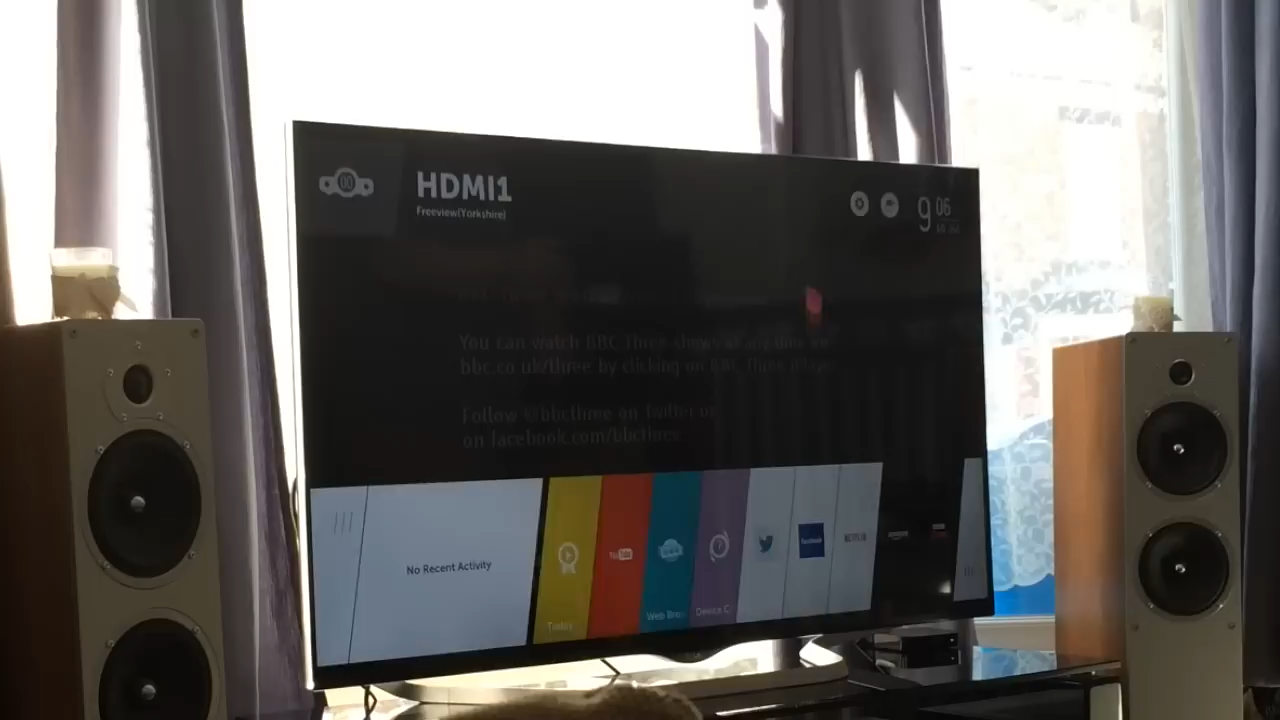 HDMI1
Freeview(Yorkshire)
9 06
You can watch BBC Three shows at any time on
bbc.co.uk/three by clicking on BBC Three iPlayer
Follow @bbcthree on Twitter or
on facebook.com/bbcthree
No Recent Activity
Today
YouTube
Web Brou
Device C
facebook
NETFLIX
amazon